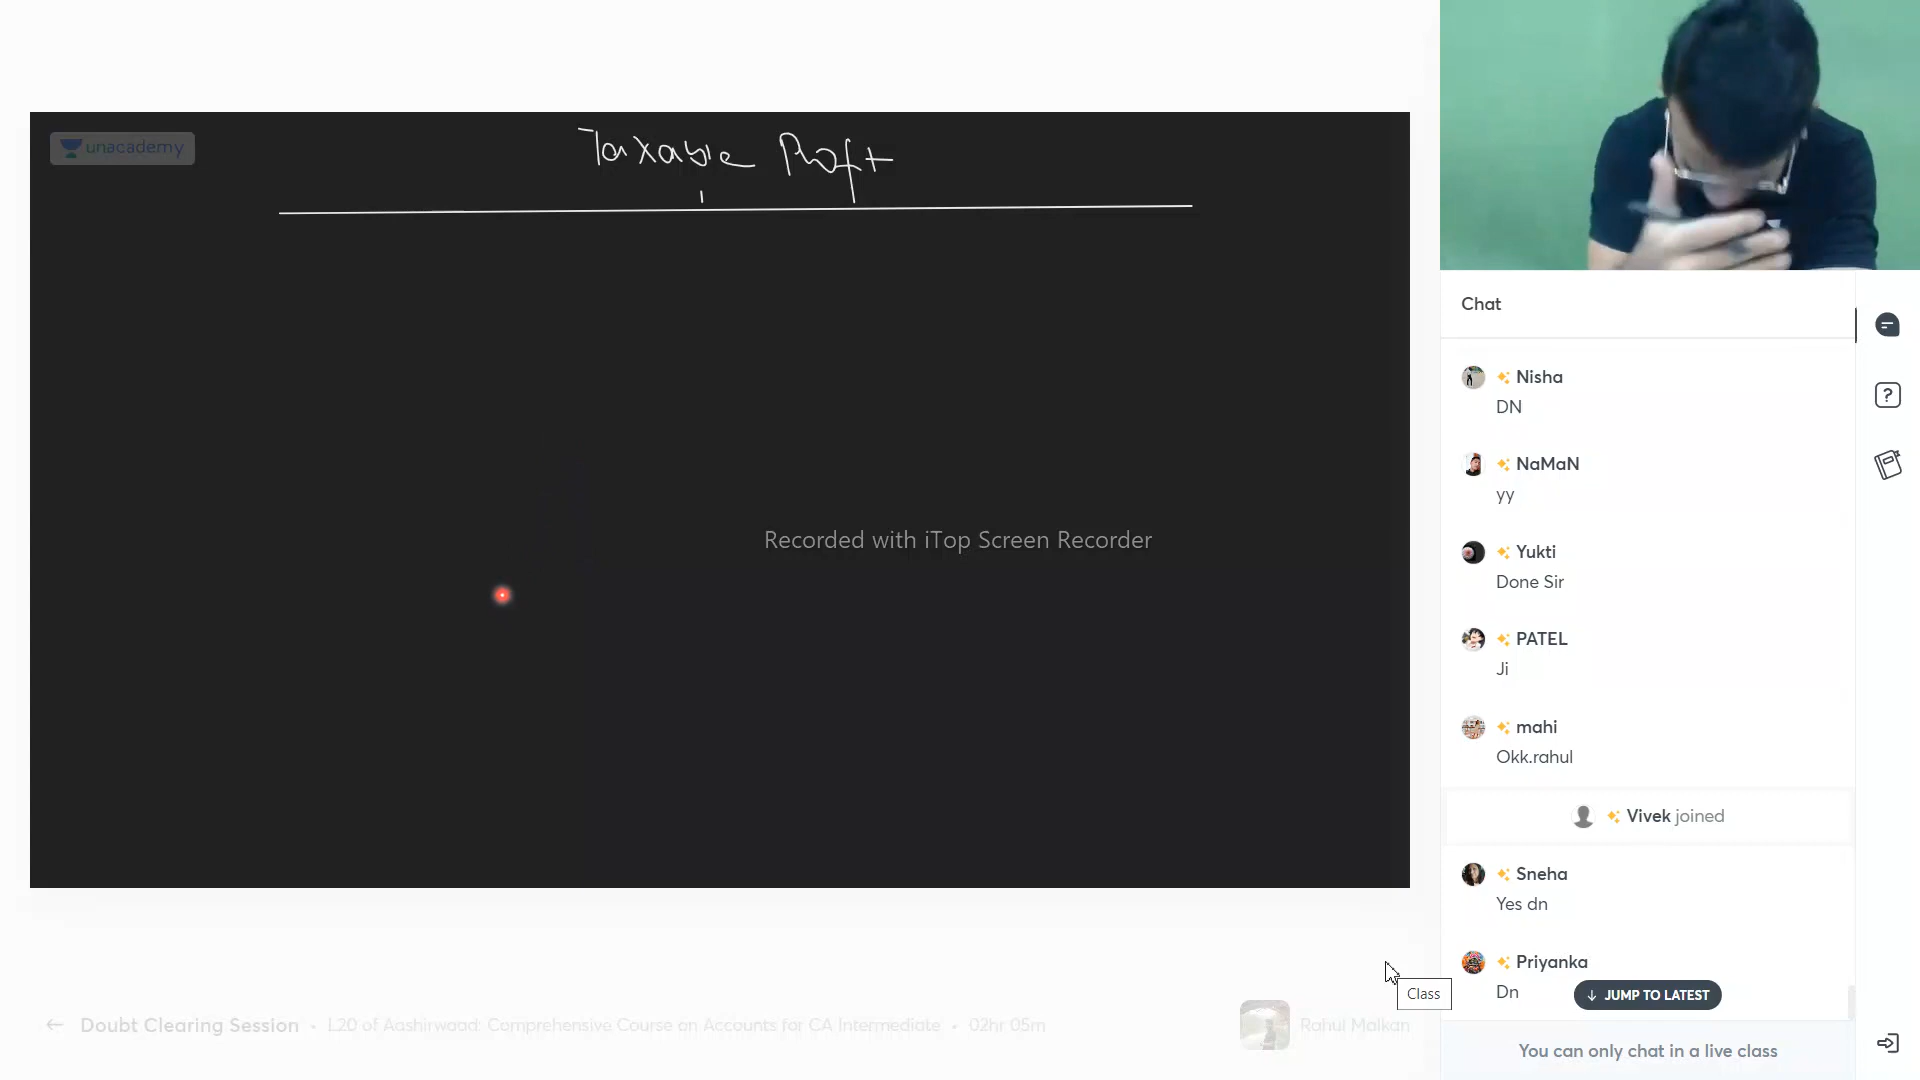 unacademy
Taxable Profit
Recorded with iTop Screen Recorder
Chat
Nisha
DN
NaMaN
yy
Yukti
Done Sir
PATEL
Ji
mahi
Okk.rahul
Vivek joined
Sneha
Yes dn
Priyanka
Dn
JUMP TO LATEST
Class
Doubt Clearing Session • L20 of Aashirwaad: Comprehensive Course on Accounts for CA Intermediate • 02hr 05m
Rahul Malkan
You can only chat in a live class